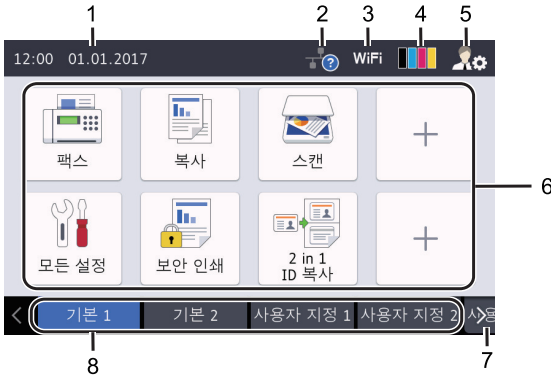 1 2 3 4 5
12:00 01.01.2017 ? WiFi
팩스 복사 스캔 +
6
모든 설정 보안 인쇄 2 in 1
ID 복사 +
< 기본 1 기본 2 사용자 지정 1 사용자 지정 2 >
8 7